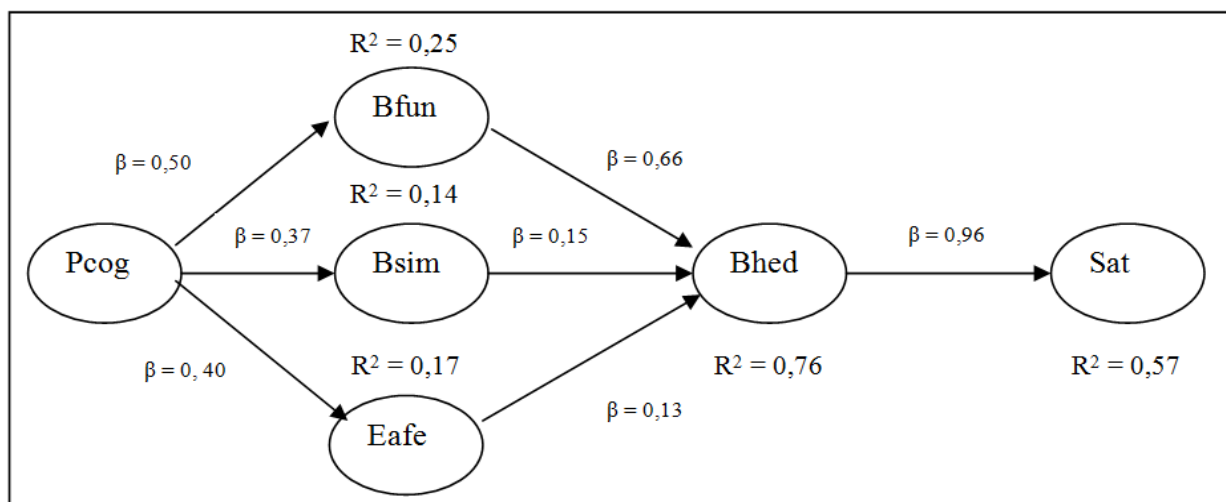 R² = 0,25
Bfun
β = 0,50
β = 0,66
R² = 0,14
β = 0,37
β = 0,15
β = 0,96
Pcog
Bsim
Bhed
Sat
R² = 0,17
β = 0, 40
R² = 0,76
R² = 0,57
β = 0,13
Eafe